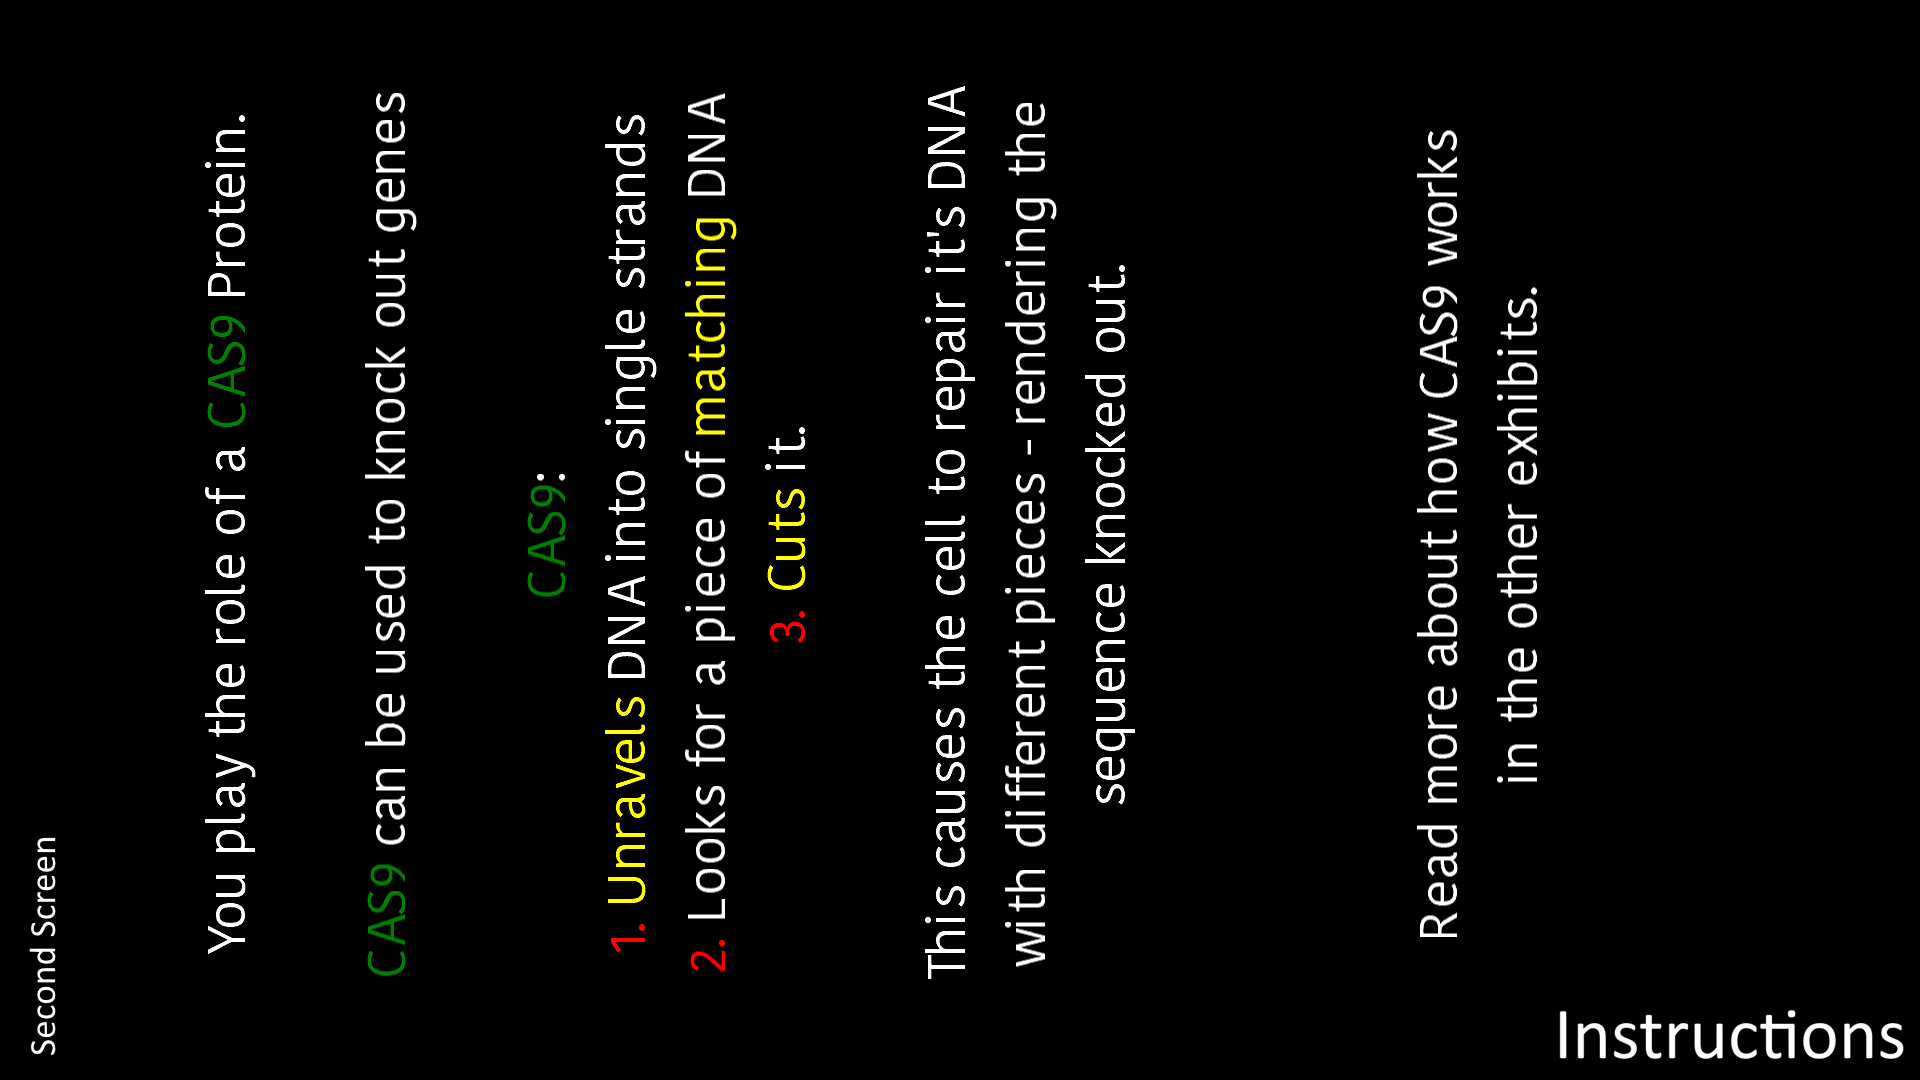 Second Screen
You play the role of a CAS9 Protein.
CAS9 can be used to knock out genes
CAS9:
1. Unravels DNA into single strands
2. Looks for a piece of matching DNA
3. Cuts it.
This causes the cell to repair it's DNA
with different pieces - rendering the
sequence knocked out.
Read more about how CAS9 works
in the other exhibits.
Instructions